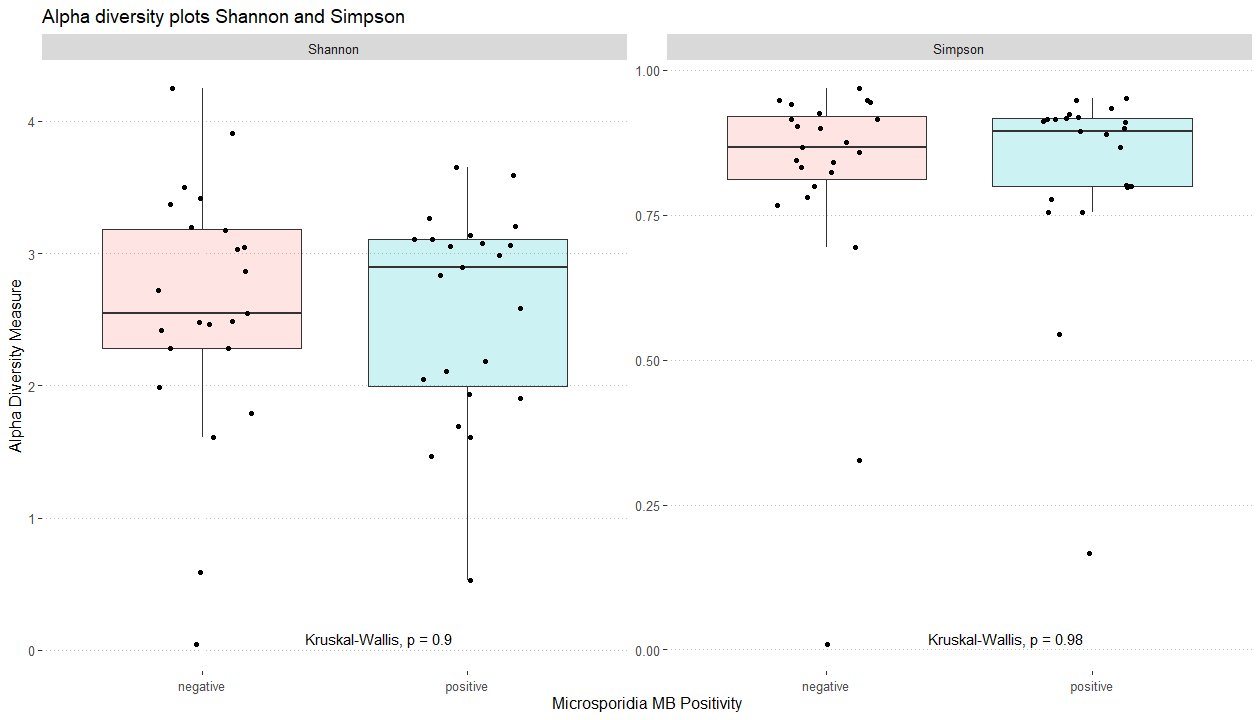 Alpha diversity plots Shannon and Simpson
Shannon
Simpson
Alpha Diversity Measure
4
3
2
1
0
1.00
0.75
0.50
0.25
0.00
Kruskal-Wallis, p = 0.9
Kruskal-Wallis, p = 0.98
negative
positive
negative
positive
Microsporidia MB Positivity